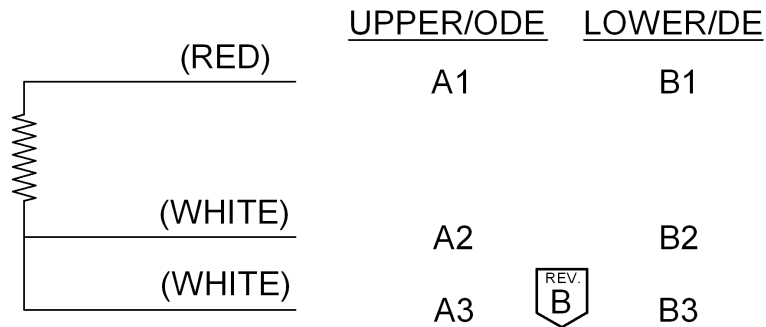 UPPER/ODE LOWER/DE
(RED) A1 B1
(WHITE) A2 B2
(WHITE) A3 B3
REV.
B